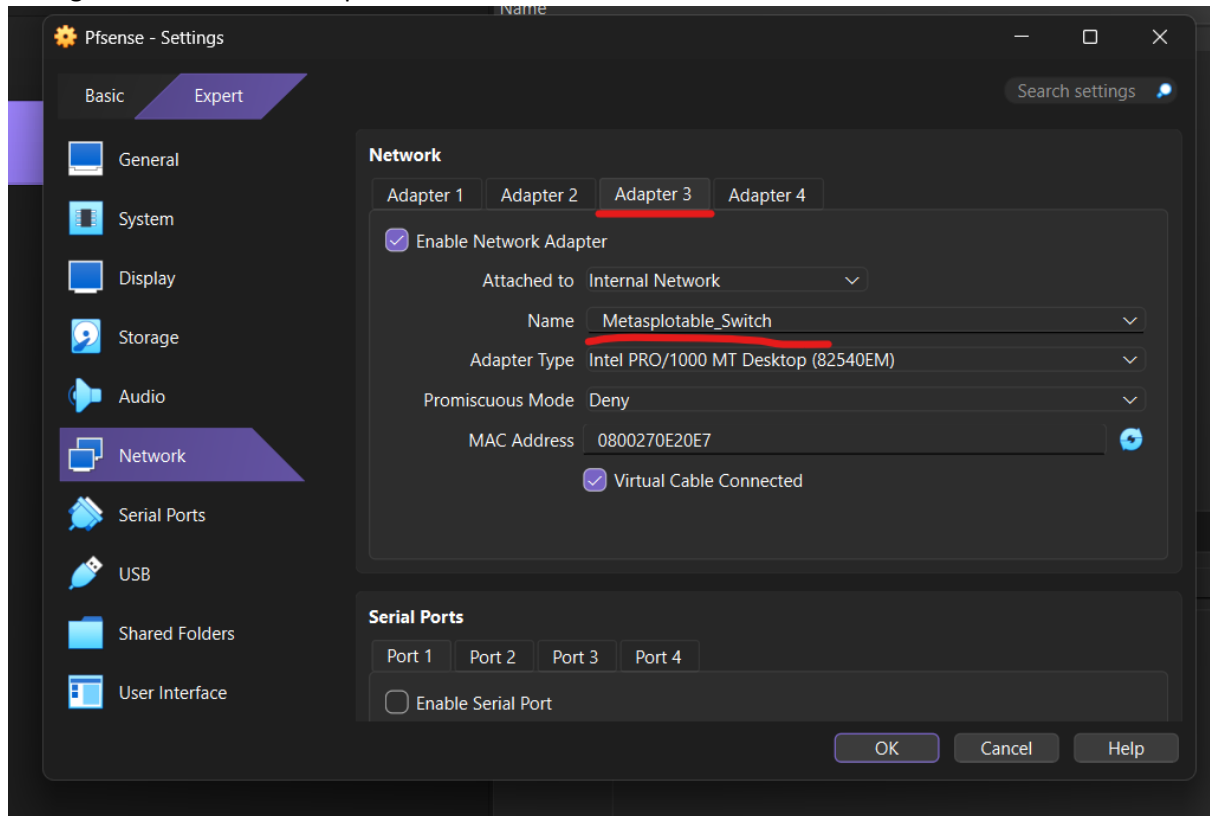 Name
Pfsense - Settings
Basic Expert Search settings
General
System
Display
Storage
Audio
Network
Serial Ports
USB
Shared Folders
User Interface
Network
Adapter 1 Adapter 2 Adapter 3 Adapter 4
Enable Network Adapter
Attached to Internal Network
Name Metasplotable_Switch
Adapter Type Intel PRO/1000 MT Desktop (82540EM)
Promiscuous Mode Deny
MAC Address 0800270E20E7
Virtual Cable Connected
Serial Ports
Port 1 Port 2 Port 3 Port 4
Enable Serial Port
OK Cancel Help